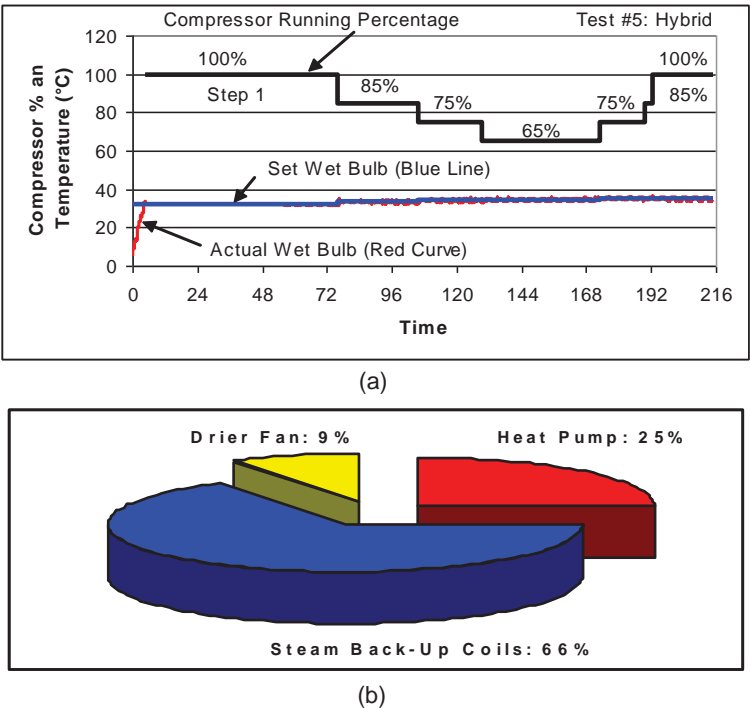 Compressor Running Percentage
Test #5: Hybrid
Compressor % an
Temperature (°C)
120
100
80
60
40
20
0
100%
Step 1
85%
75%
65%
75%
100%
85%
Set Wet Bulb (Blue Line)
Actual Wet Bulb (Red Curve)
0 24 48 72 96 120 144 168 192 216
Time
(a)
Drier Fan: 9%
Heat Pump: 25%
Steam Back-Up Coils: 66%
(b)